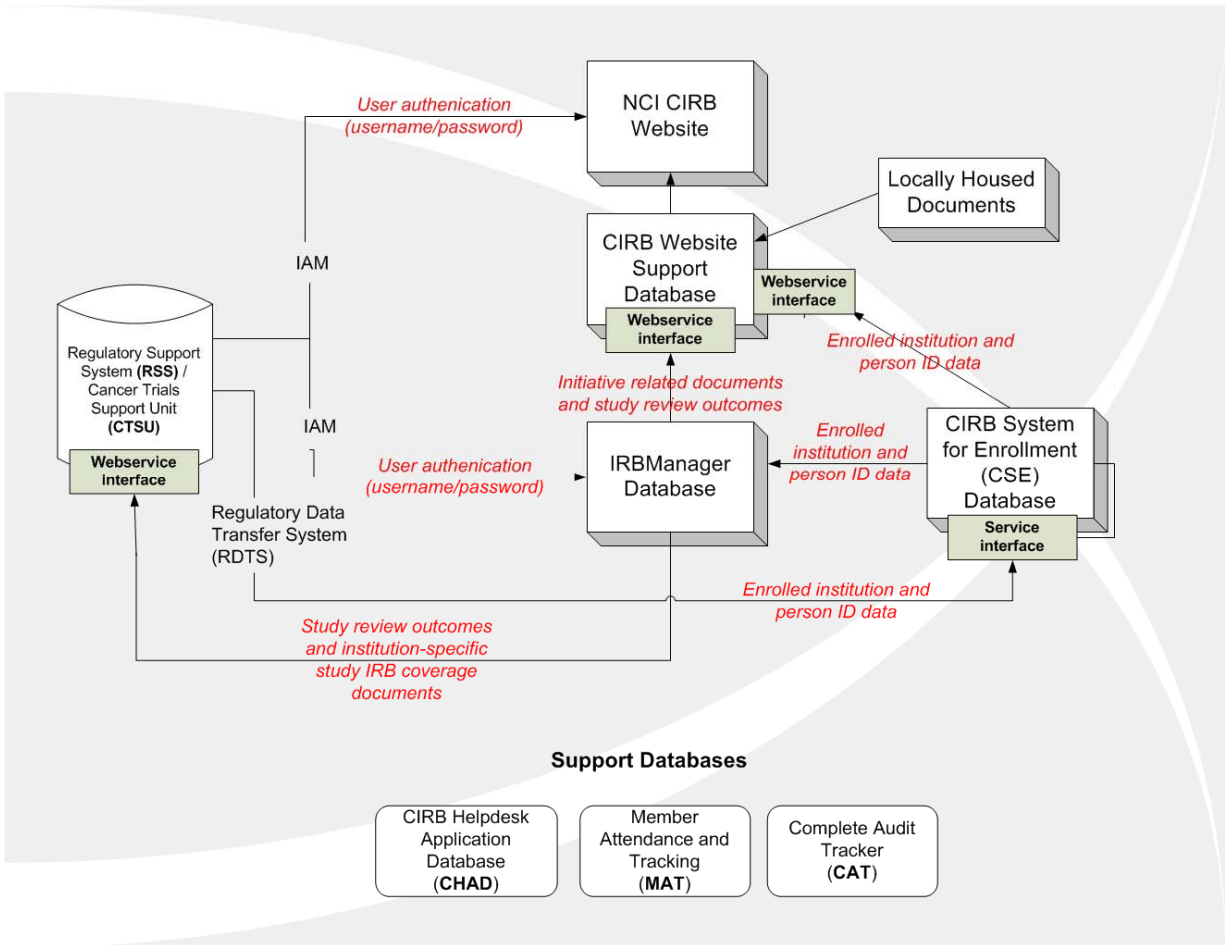 User authenication
(username/password)
NCI CIRB
Website
Locally Housed
Documents
IAM
CIRB Website
Support
Database
Webservice
interface
Webservice
interface
Regulatory Support
System (RSS) /
Cancer Trials
Support Unit
(CTSU)
Webservice
interface
Enrolled institution and
person ID data
Initiative related documents
and study review outcomes
IAM
User authenication
(username/password)
IRBManager
Database
Enrolled
institution and
person ID data
CIRB System
for Enrollment
(CSE)
Database
Service
interface
Regulatory Data
Transfer System
(RDTS)
Enrolled institution and
person ID data
Study review outcomes
and institution-specific
study IRB coverage
documents
Support Databases
CIRB Helpdesk
Application
Database
(CHAD)
Member
Attendance and
Tracking
(MAT)
Complete Audit
Tracker
(CAT)